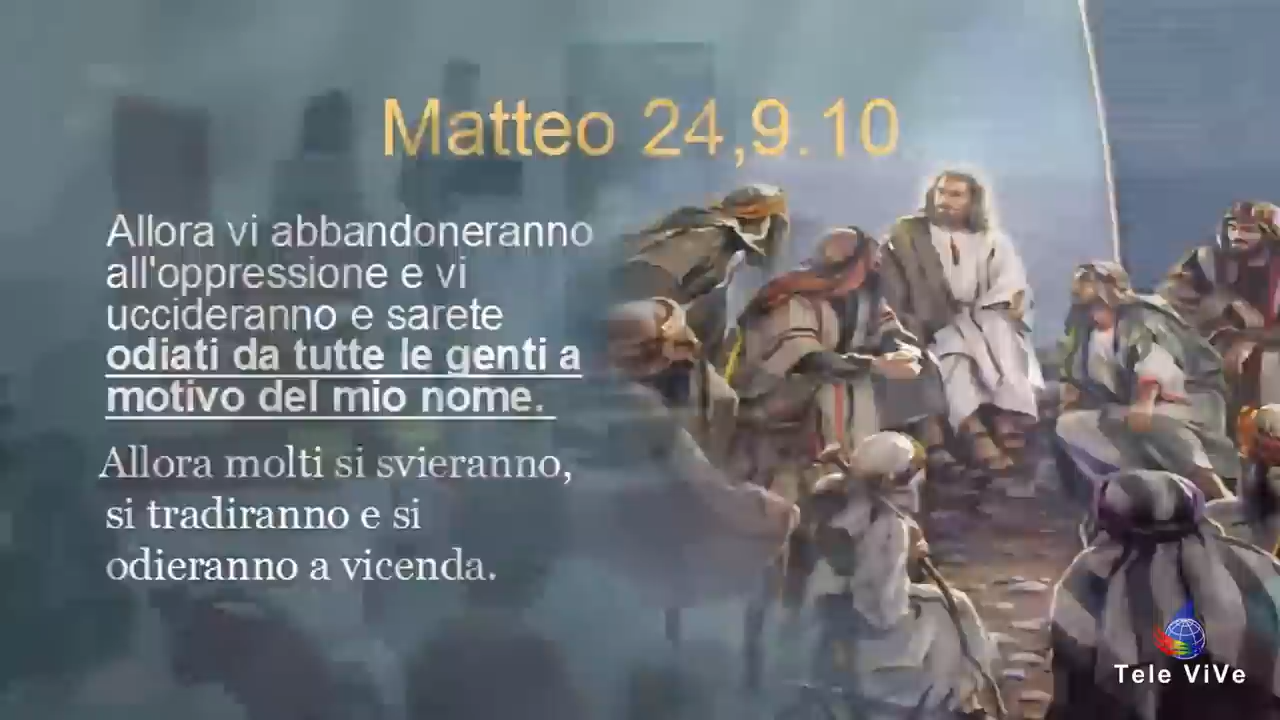 Matteo 24,9.10
Allora vi abbandoneranno
all'oppressione e vi
uccideranno e sarete
odiati da tutte le genti a
motivo del mio nome.
Allora molti si svieranno,
si tradiranno e si
odieranno a vicenda.
Tele ViVe